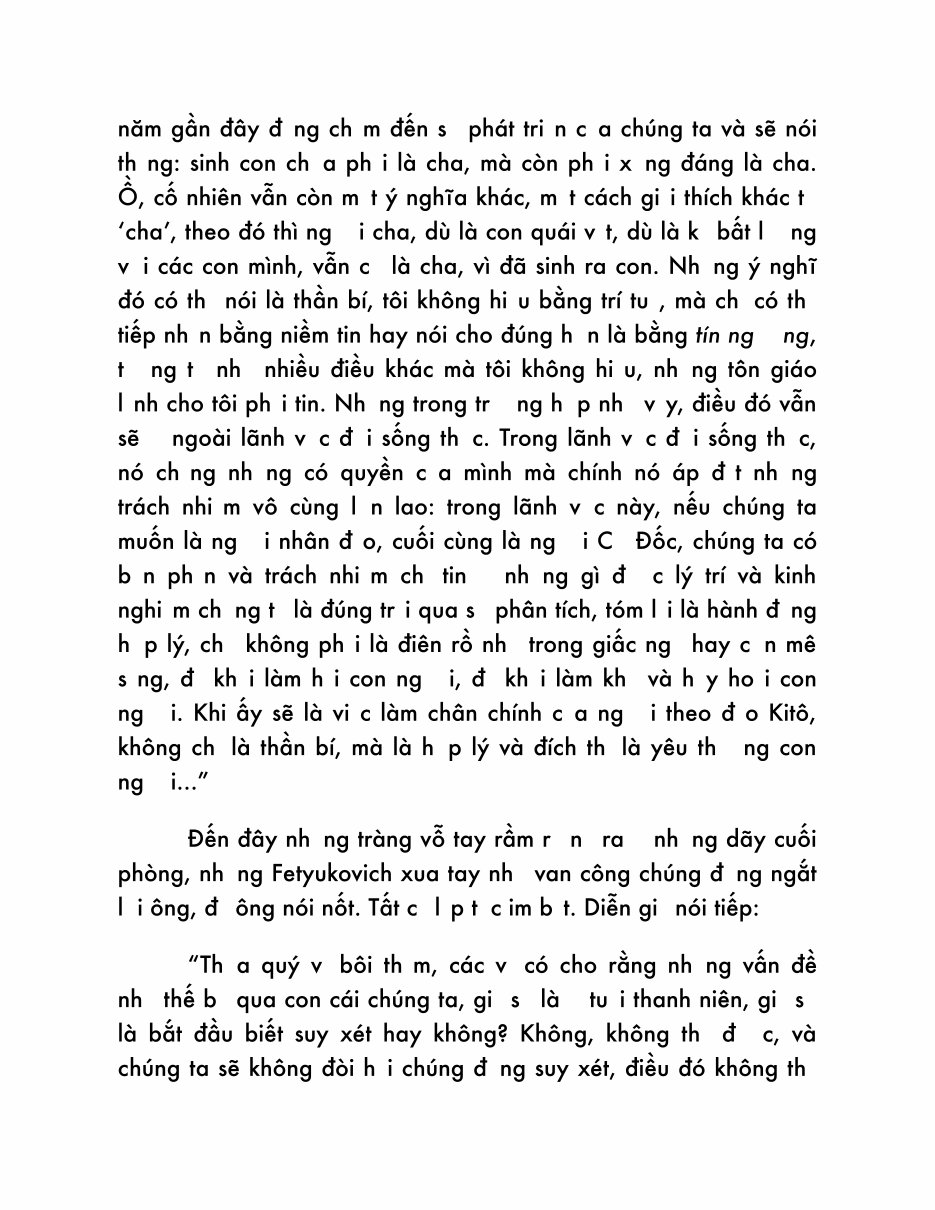 năm gần đây đ ng ch m đến s phát tri n c a chúng ta và sẽ nói
th ng: sinh con ch a ph i là cha, mà còn ph i x ng đáng là cha.
Ồ, cố nhiên vẫn còn m t ý nghĩa khác, m t cách gi i thích khác t
‘cha’, theo đó thì ng i cha, dù là con quái v t, dù là k bất l ng
v i các con mình, vẫn c là cha, vì đã sinh ra con. Nh ng ý nghĩ
đó có th nói là thần bí, tôi không hi u bằng trí tu , mà ch có th
tiếp nh n bằng niềm tin hay nói cho đúng h n là bằng tín ng ng,
t ng t nh nhiều điều khác mà tôi không hi u, nh ng tôn giáo
l nh cho tôi ph i tin. Nh ng trong tr ng h p nh v y, điều đó vẫn
sẽ ngoài lãnh v c đ i sống th c. Trong lãnh v c đ i sống th c,
nó ch ng nh ng có quyền c a mình mà chính nó áp đ t nh ng
trách nhi m vô cùng l n lao: trong lãnh v c này, nếu chúng ta
muốn là ng i nhân đ o, cuối cùng là ng i C Đốc, chúng ta có
b n ph n và trách nhi m ch tin nh ng gì đ c lý trí và kinh
nghi m ch ng t là đúng tr i qua s phân tích, tóm l i là hành đ ng
h p lý, ch không ph i là điên rồ nh trong giấc ng hay c n mê
s ng, đ kh i làm h i con ng i, đ kh i làm kh và h y ho i con
ng i. Khi ấy sẽ là vi c làm chân chính c a ng i theo đ o Kitô,
không ch là thần bí, mà là h p lý và đích th là yêu th ng con
ng i...”
Đến đây nh ng tràng vỗ tay rầm r n ra nh ng dãy cuối
phòng, nh ng Fetyukovich xua tay nh van công chúng đ ng ngắt
l i ông, đ ông nói nốt. Tất c l p t c im b t. Diễn gi nói tiếp:
“Th a quý v bôi th m, các v có cho rằng nh ng vấn đề
nh thế b qua con cái chúng ta, gi s là tu i thanh niên, gi s
là bắt đầu biết suy xét hay không? Không, không th đ c, và
chúng ta sẽ không đòi h i chúng đ ng suy xét, điều đó không th